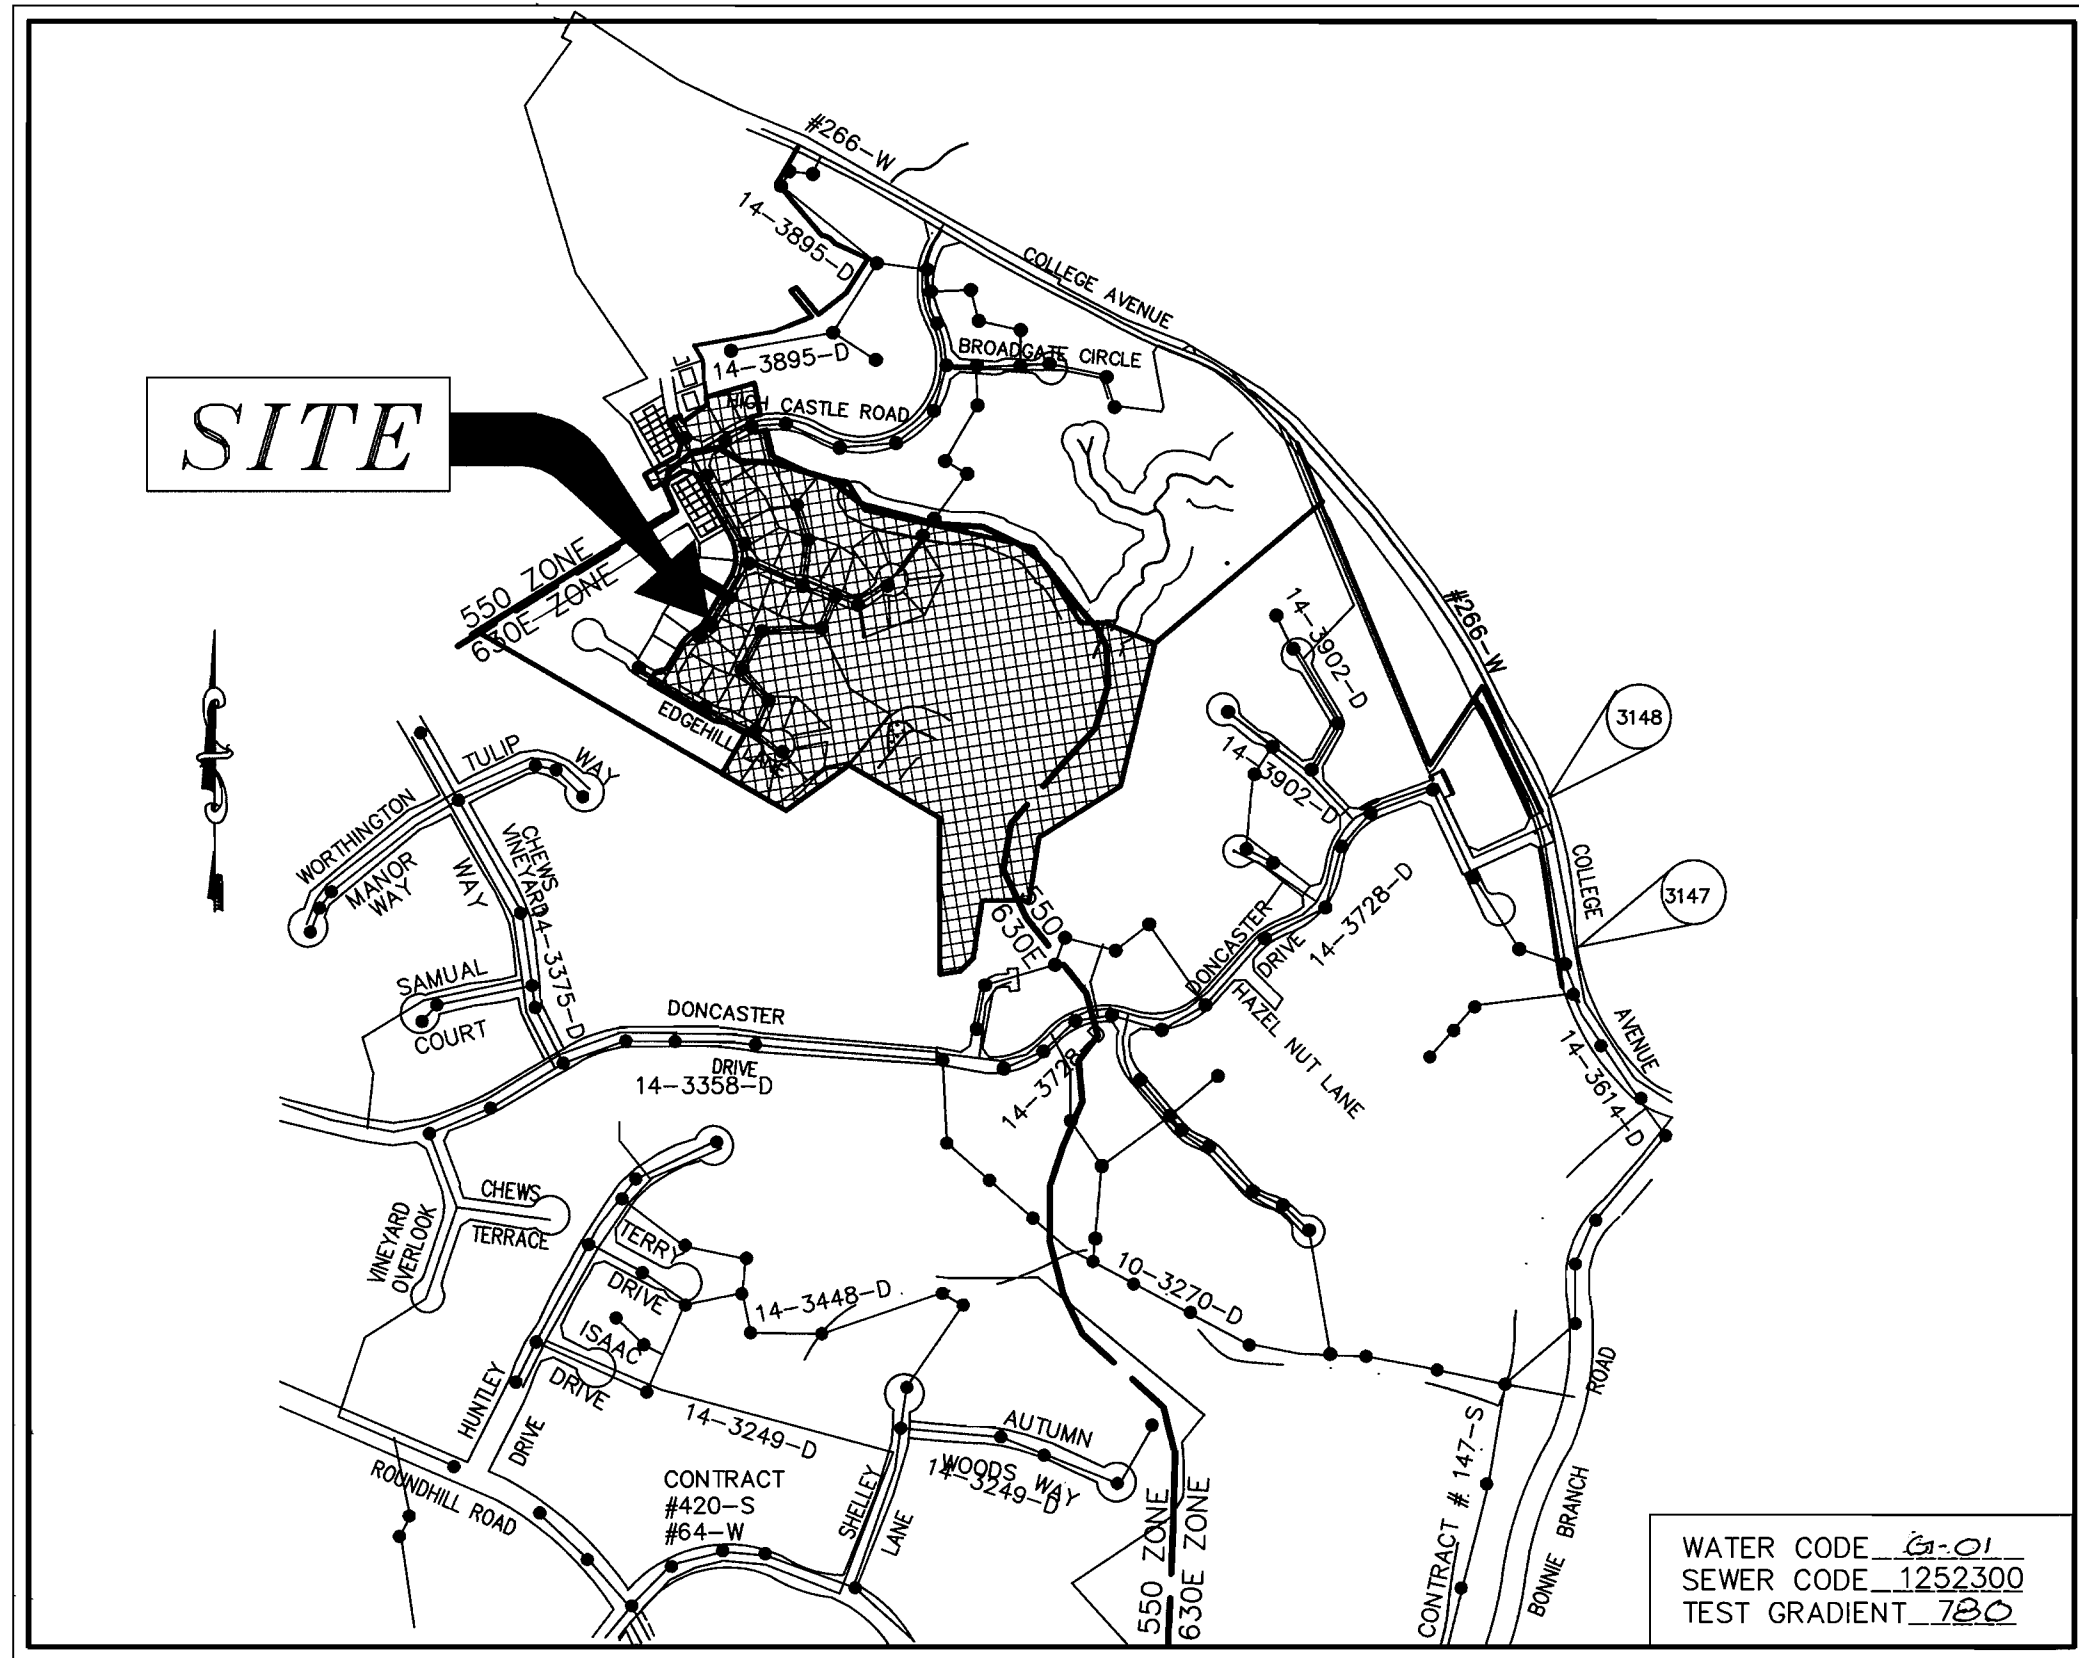 #266-W
14-3895-D
COLLEGE AVENUE
BROADGATE CIRCLE
14-3895-D
HIGH CASTLE ROAD
SITE
550 ZONE
630E ZONE
#266-W
14-3902-D
EDGEHILL LANE
3148
14-3902-D
TULIP WAY
WORTHINGTON
MANOR
WAY
CHEWS
VINEYARD
WAY
14-3375-D
COLLEGE
AVENUE
3147
14-3728-D
550
630E
DONCASTER
DRIVE
HAZEL NUT LANE
SAMUAL
COURT
DONCASTER
DRIVE
14-3358-D
14-3728
14-3614-D
CHEWS
TERRACE
VINEYARD
OVERLOOK
TERRY
DRIVE
14-3448-D
10-3270-D
ISAAC
DRIVE
HUNTLEY
DRIVE
14-3249-D
AUTUMN
WOODS WAY
14-3249-D
ROUNDHILL ROAD
CONTRACT
#420-S
#64-W
SHELLEY
LANE
550 ZONE
630E ZONE
CONTRACT # 147-S
BONNIE BRANCH
ROAD
WATER CODE G-01
SEWER CODE 1252300
TEST GRADIENT 780